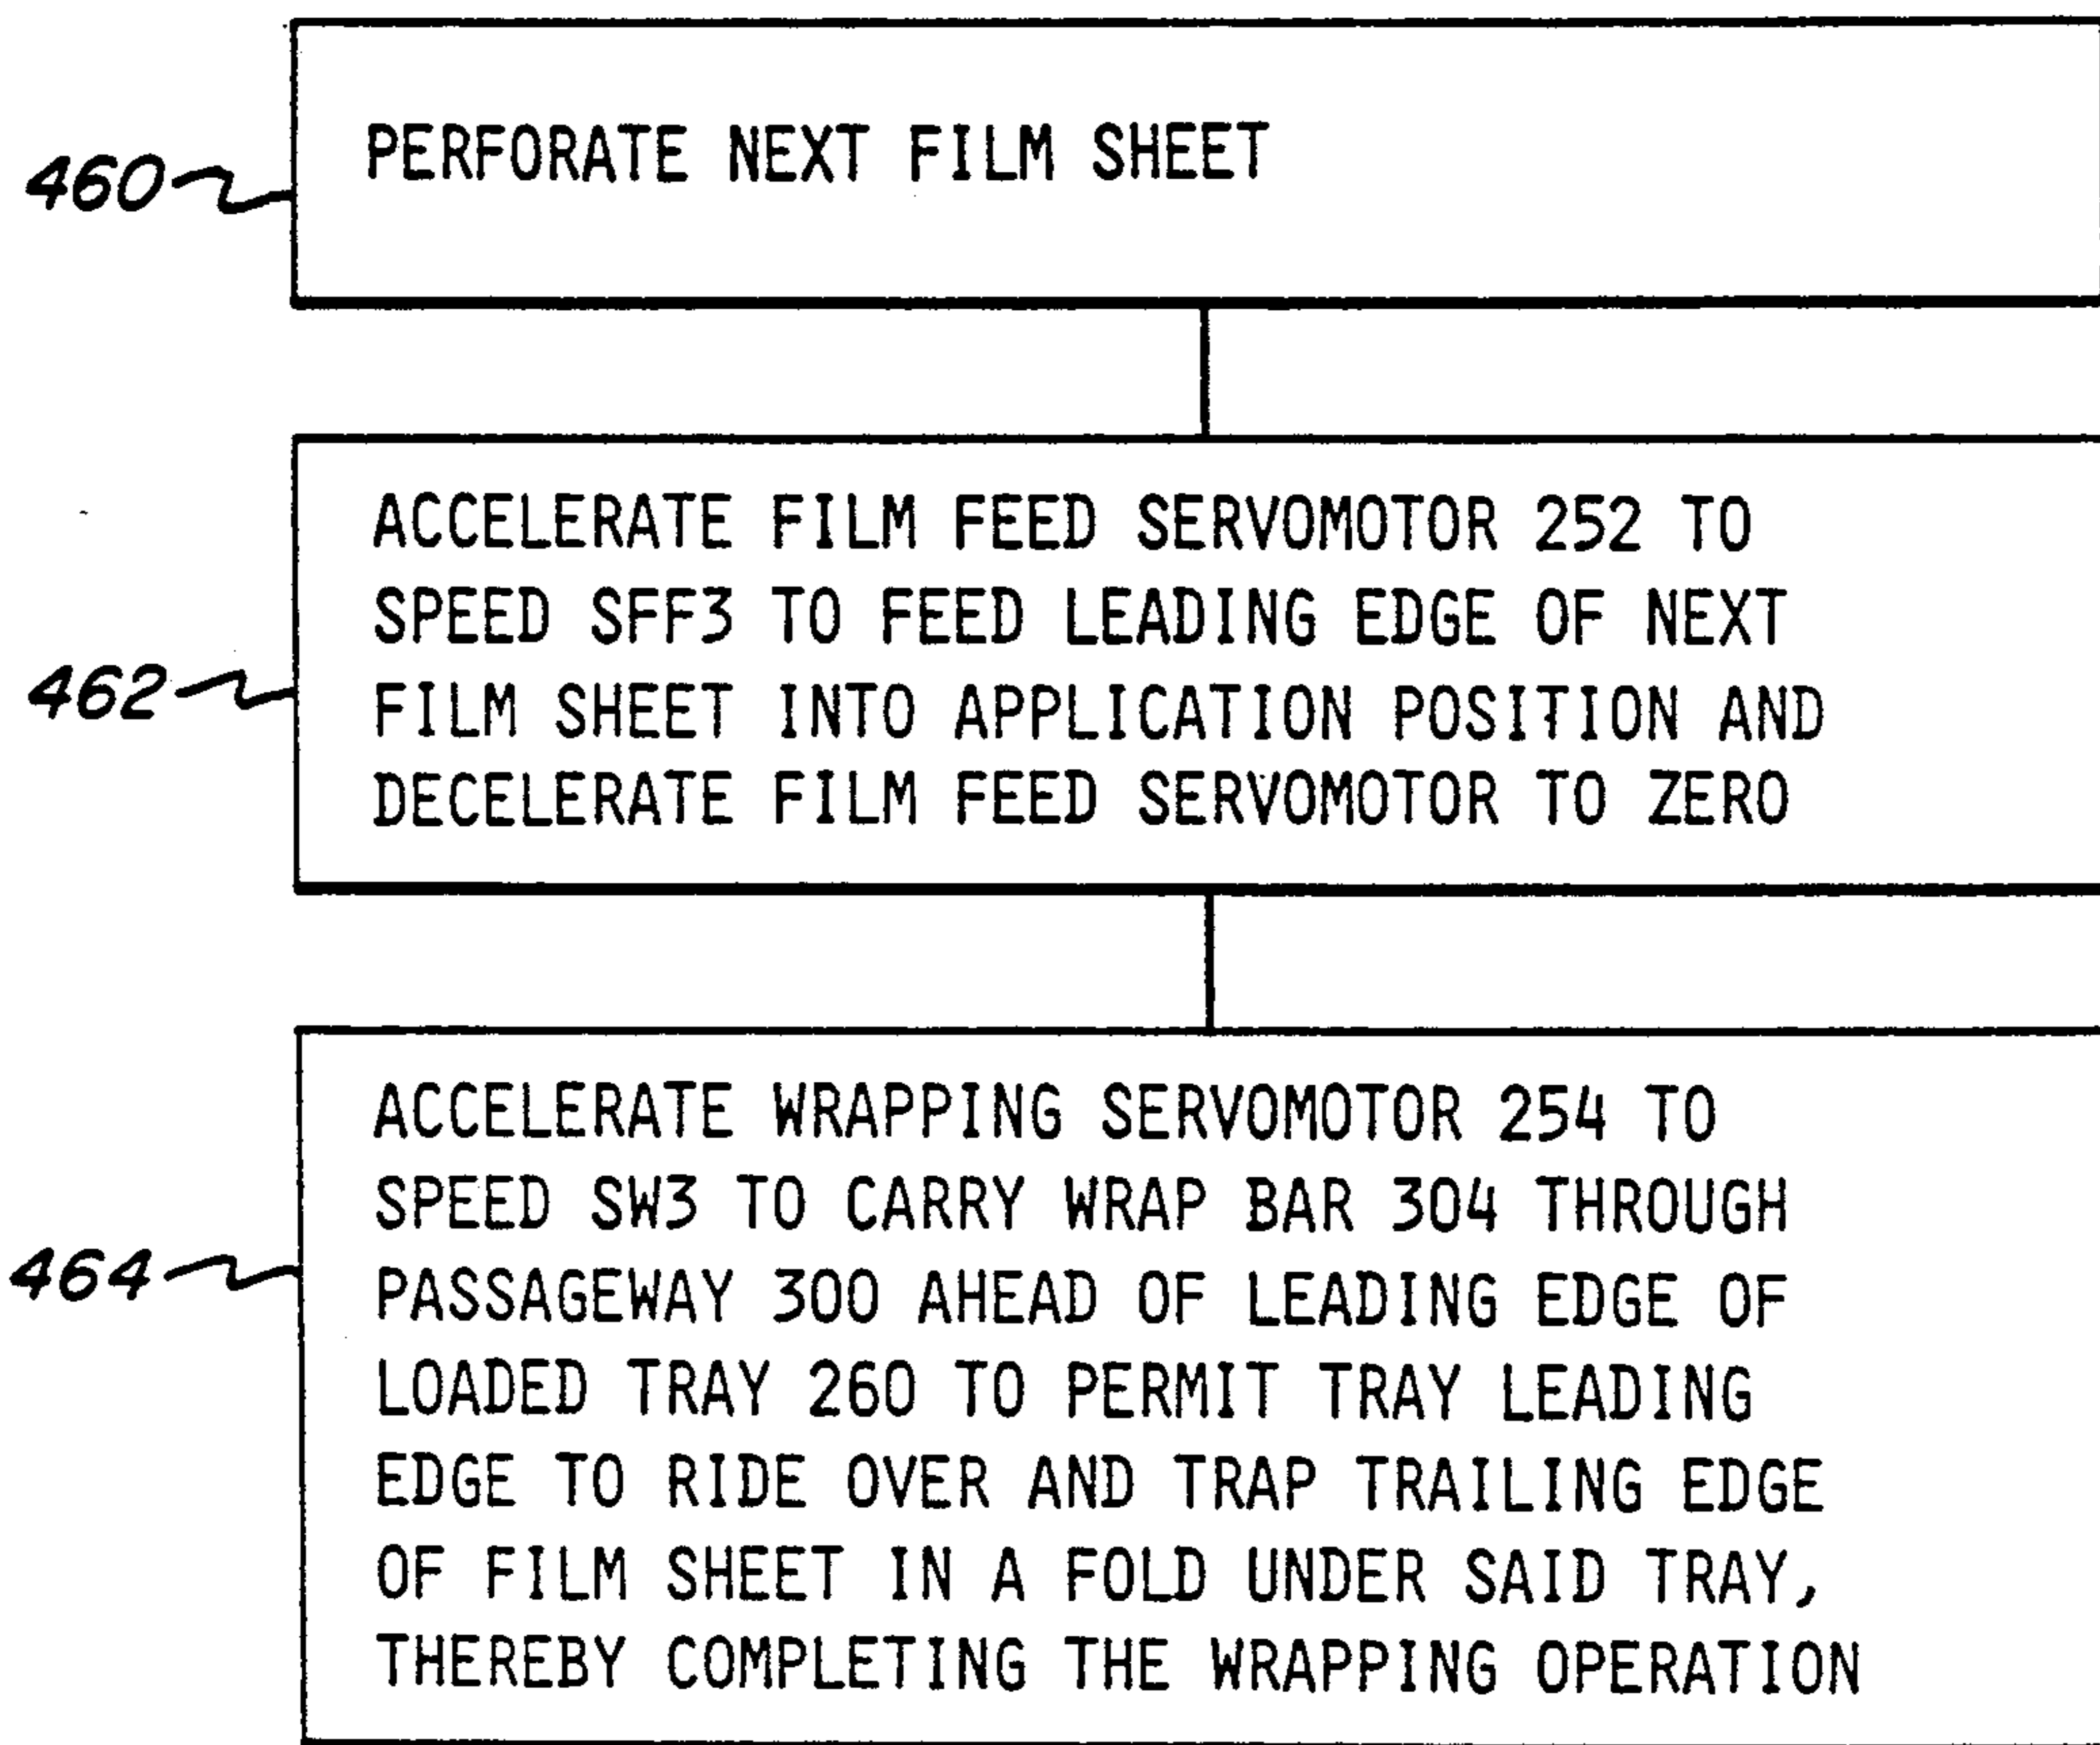 460
PERFORATE NEXT FILM SHEET
462
ACCELERATE FILM FEED SERVOMOTOR 252 TO
SPEED SFF3 TO FEED LEADING EDGE OF NEXT
FILM SHEET INTO APPLICATION POSITION AND
DECELERATE FILM FEED SERVOMOTOR TO ZERO
464
ACCELERATE WRAPPING SERVOMOTOR 254 TO
SPEED SW3 TO CARRY WRAP BAR 304 THROUGH
PASSAGEWAY 300 AHEAD OF LEADING EDGE OF
LOADED TRAY 260 TO PERMIT TRAY LEADING
EDGE TO RIDE OVER AND TRAP TRAILING EDGE
OF FILM SHEET IN A FOLD UNDER SAID TRAY,
THEREBY COMPLETING THE WRAPPING OPERATION